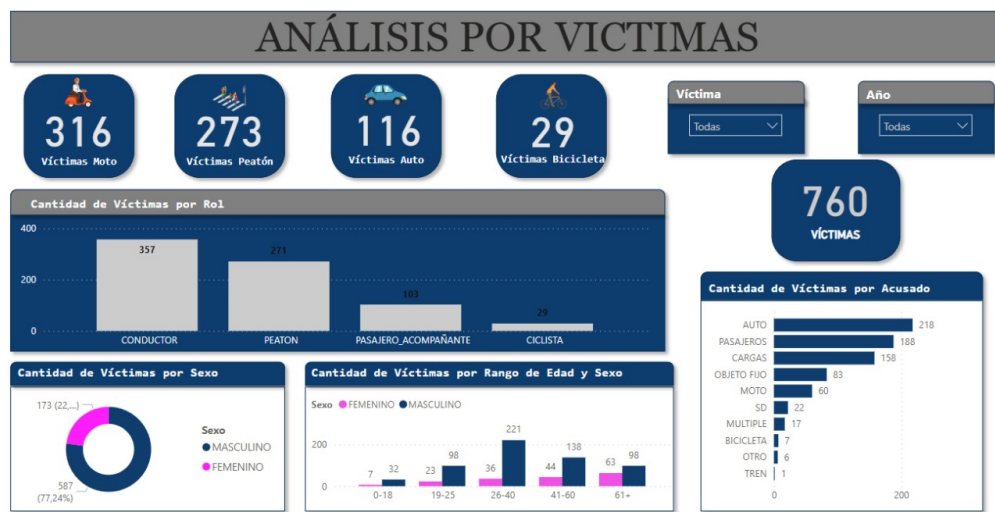 ANÁLISIS POR VICTIMAS
316
Víctimas Moto
273
Víctimas Peatón
116
Víctimas Auto
29
Víctimas Bicicleta
Víctima
Todas
Año
Todas
760
VÍCTIMAS
Cantidad de Víctimas por Rol
400
200
0
357
271
103
29
CONDUCTOR
PEATON
PASAJERO_ACOMPAÑANTE
CICLISTA
Cantidad de Víctimas por Sexo
173 (22,...)
587
(77,24%)
Sexo
MASCULINO
FEMENINO
Cantidad de Víctimas por Rango de Edad y Sexo
Sexo FEMENINO MASCULINO
200
0
7 32
23 98
36 221
44 138
63 98
0-18 19-25 26-40 41-60 61+
Cantidad de Víctimas por Acusado
AUTO 218
PASAJEROS 188
CARGAS 158
OBJETO FIJO 83
MOTO 60
SD 22
MULTIPLE 17
BICICLETA 7
OTRO 6
TREN 1
0 200